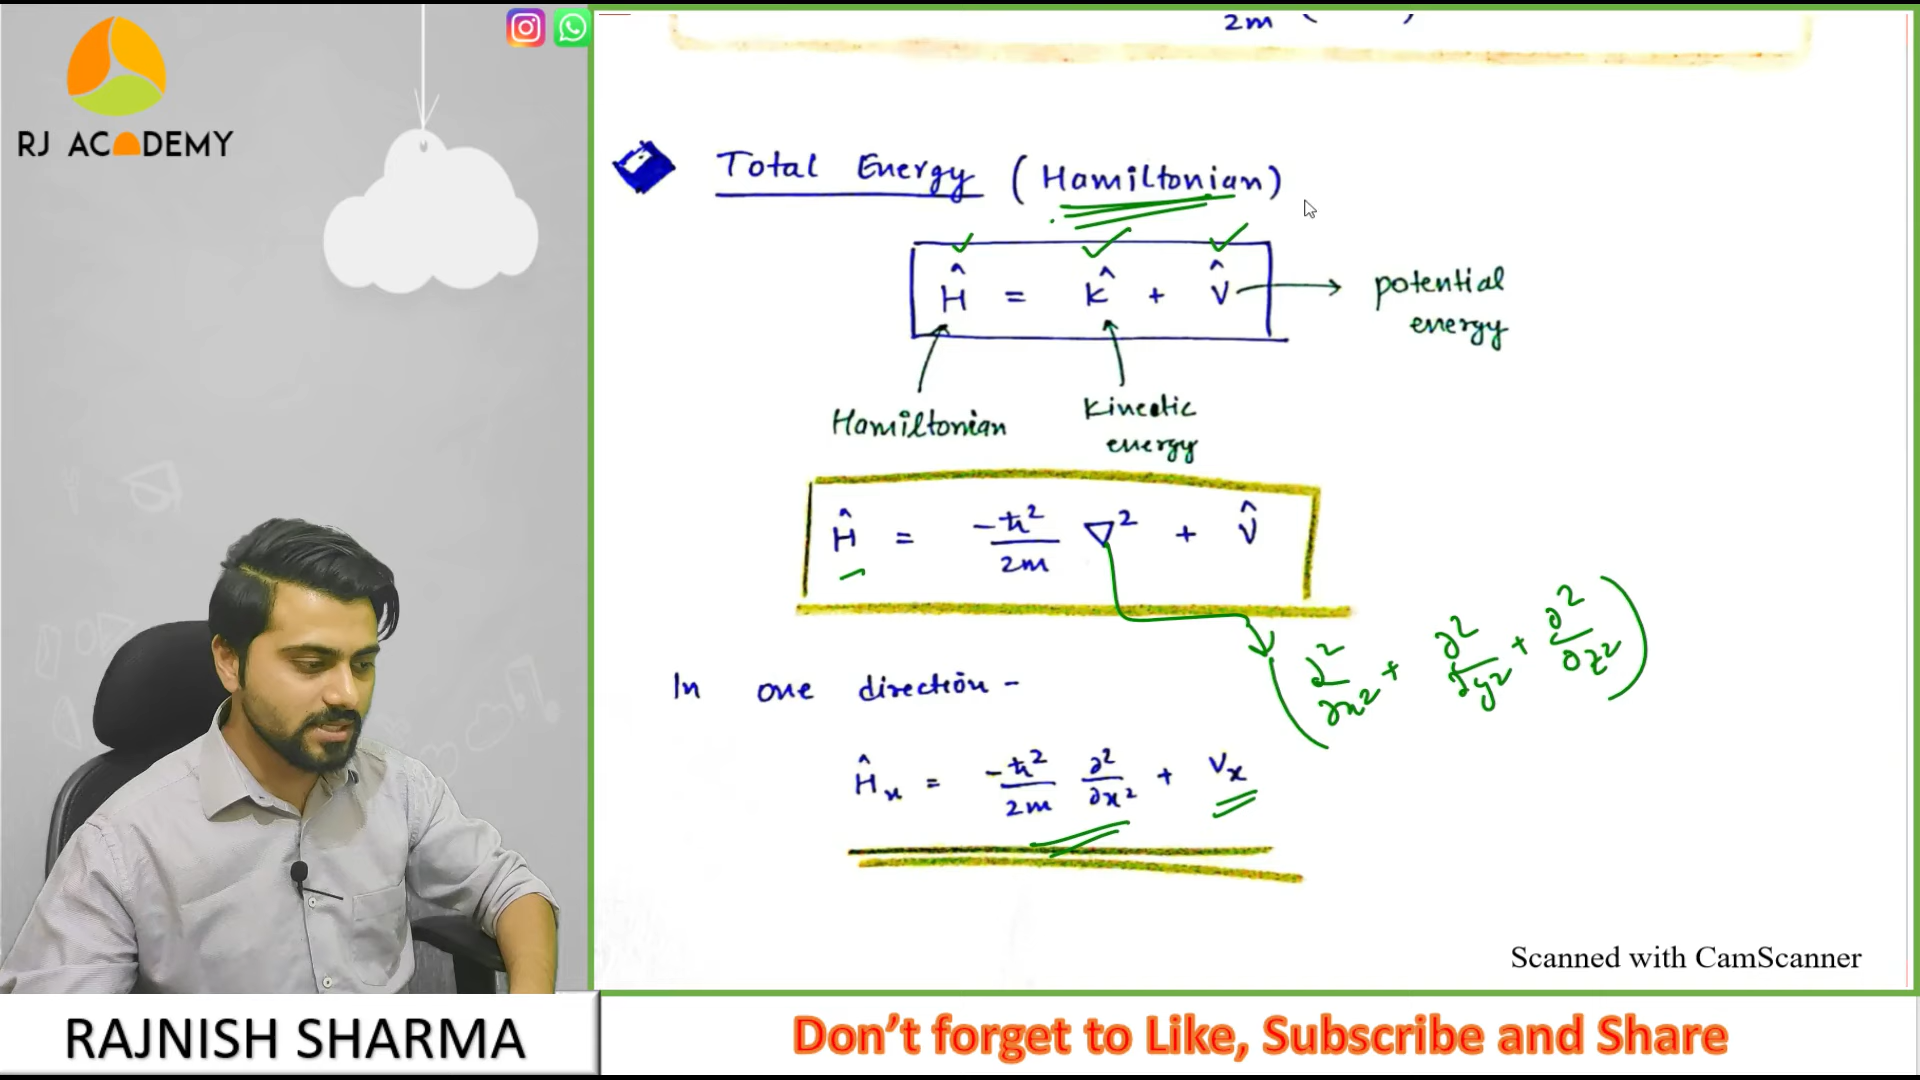 RJ ACADEMY
2m
Total Energy (Hamiltonian)
Ĥ = k̂ + V̂ → potential energy
Hamiltonian
Kinetic energy
Ĥ = -ħ²/2m ∇² + V̂
(∂²/∂x² + ∂²/∂y² + ∂²/∂z²)
In one direction -
Ĥx = -ħ²/2m ∂²/∂x² + Vx
Scanned with CamScanner
RAJNISH SHARMA
Don't forget to Like, Subscribe and Share